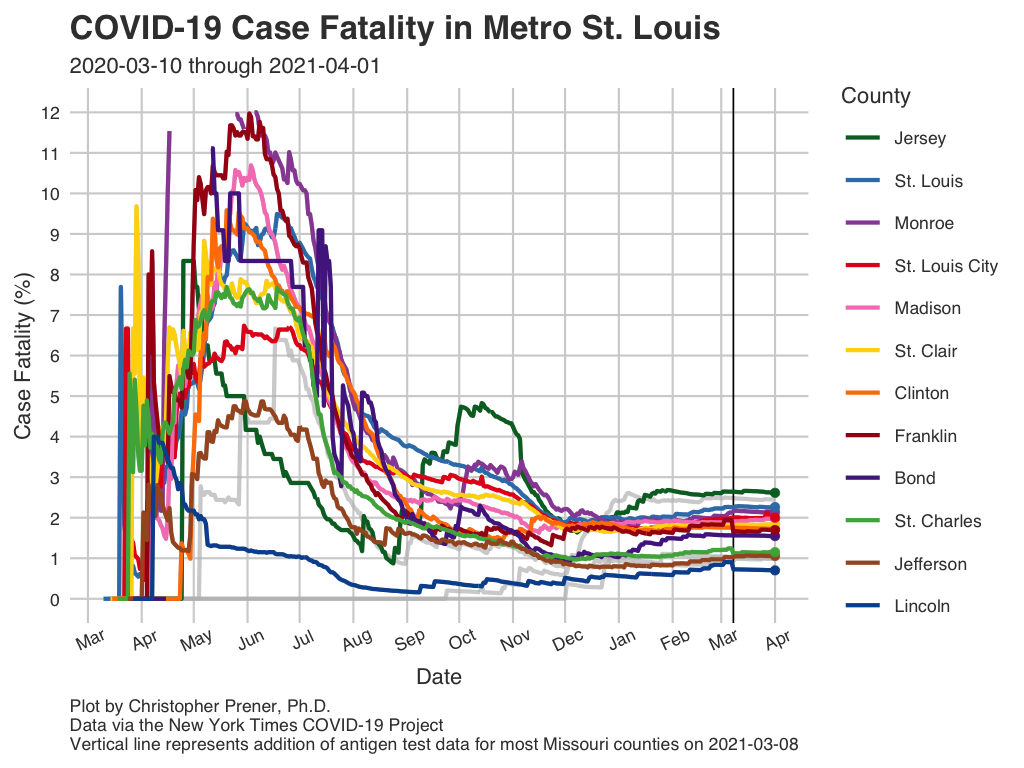 COVID-19 Case Fatality in Metro St. Louis
2020-03-10 through 2021-04-01
Case Fatality (%)
12
11
10
9
8
7
6
5
4
3
2
1
0
Mar Apr May Jun Jul Aug Sep Oct Nov Dec Jan Feb Mar Apr
Date
County
Jersey
St. Louis
Monroe
St. Louis City
Madison
St. Clair
Clinton
Franklin
Bond
St. Charles
Jefferson
Lincoln
Plot by Christopher Prener, Ph.D.
Data via the New York Times COVID-19 Project
Vertical line represents addition of antigen test data for most Missouri counties on 2021-03-08